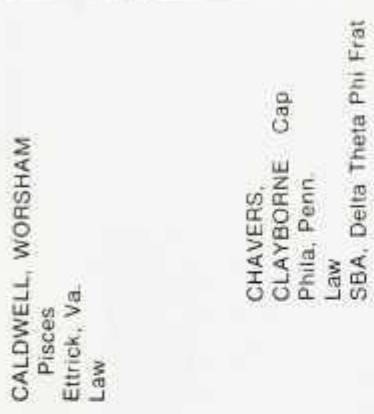 CALDWELL, WORSHAM
Pisces
Ettrick, Va.
Law
CHAVERS,
CLAYBORNE Cap
Phila, Penn.
Law
SBA, Delta Theta Phi Frat